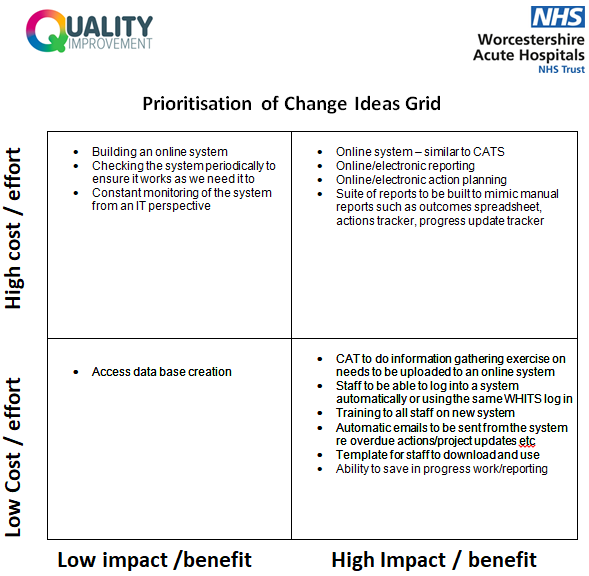 QUALITY
IMPROVEMENT
NHS
Worcestershire
Acute Hospitals
NHS Trust
Prioritisation of Change Ideas Grid
High cost / effort
• Building an online system
• Checking the system periodically to
ensure it works as we need it to
• Constant monitoring of the system
from an IT perspective
• Online system – similar to CATS
• Online/electronic reporting
• Online/electronic action planning
• Suite of reports to be built to mimic manual
reports such as outcomes spreadsheet,
actions tracker, progress update tracker
Low Cost / effort
• Access data base creation
• CAT to do information gathering exercise on
needs to be uploaded to an online system
• Staff to be able to log into a system
automatically or using the same WHITS log in
• Training to all staff on new system
• Automatic emails to be sent from the system
re overdue actions/project updates etc
• Template for staff to download and use
• Ability to save in progress work/reporting
Low impact /benefit
High Impact / benefit